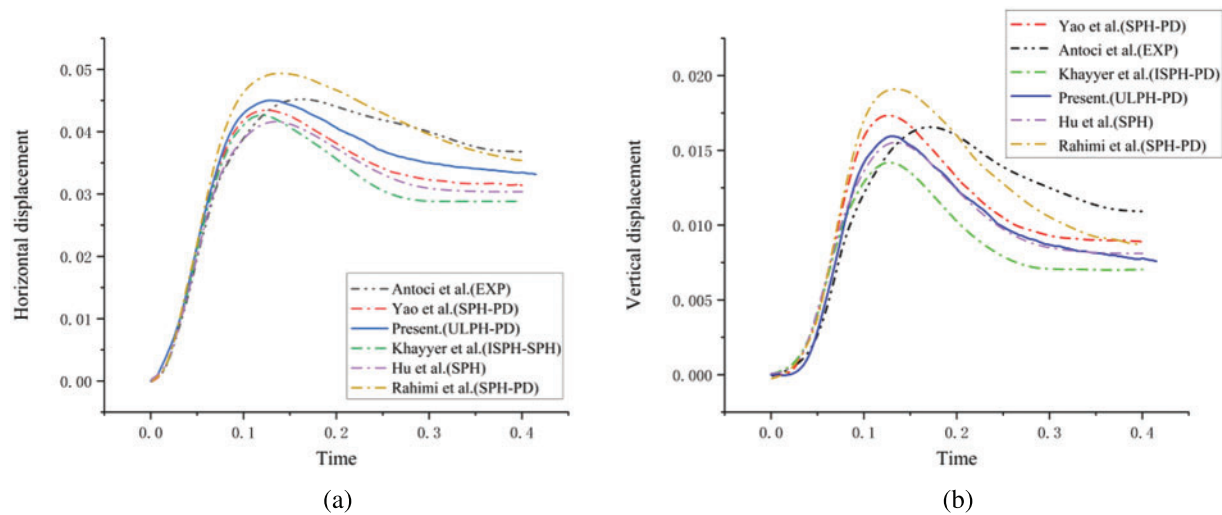 0.05
0.04
0.03
0.02
0.01
0.00
Horizontal displacement
0.0 0.1 0.2 0.3 0.4
Time
Antoci et al.(EXP)
Yao et al.(SPH-PD)
Present.(ULPH-PD)
Khayyer et al.(ISPH-SPH)
Hu et al.(SPH)
Rahimi et al.(SPH-PD)
(a)
Yao et al.(SPH-PD)
Antoci et al.(EXP)
Khayyer et al.(ISPH-PD)
Present.(ULPH-PD)
Hu et al.(SPH)
Rahimi et al.(SPH-PD)
0.020
0.015
0.010
0.005
0.000
Vertical displacement
0.0 0.1 0.2 0.3 0.4
Time
(b)